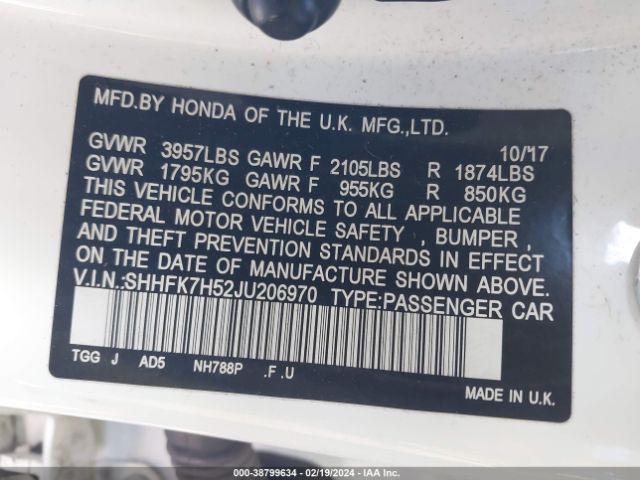 MFD.BY HONDA OF THE U.K. MFG.,LTD.
10/17
GVWR 3957LBS GAWR F 2105LBS R 1874LBS
GVWR 1795KG GAWR F 955KG R 850KG
THIS VEHICLE CONFORMS TO ALL APPLICABLE
FEDERAL MOTOR VEHICLE SAFETY , BUMPER ,
AND THEFT PREVENTION STANDARDS IN EFFECT
ON THE DATE OF MANUFACTURE SHOWN ABOVE.
V.I.N.:SHHFK7H52JU206970 TYPE:PASSENGER CAR
TGG J AD5 NH788P .F .U
MADE IN U.K.
000-38799634 - 02/19/2024 - IAA Inc.